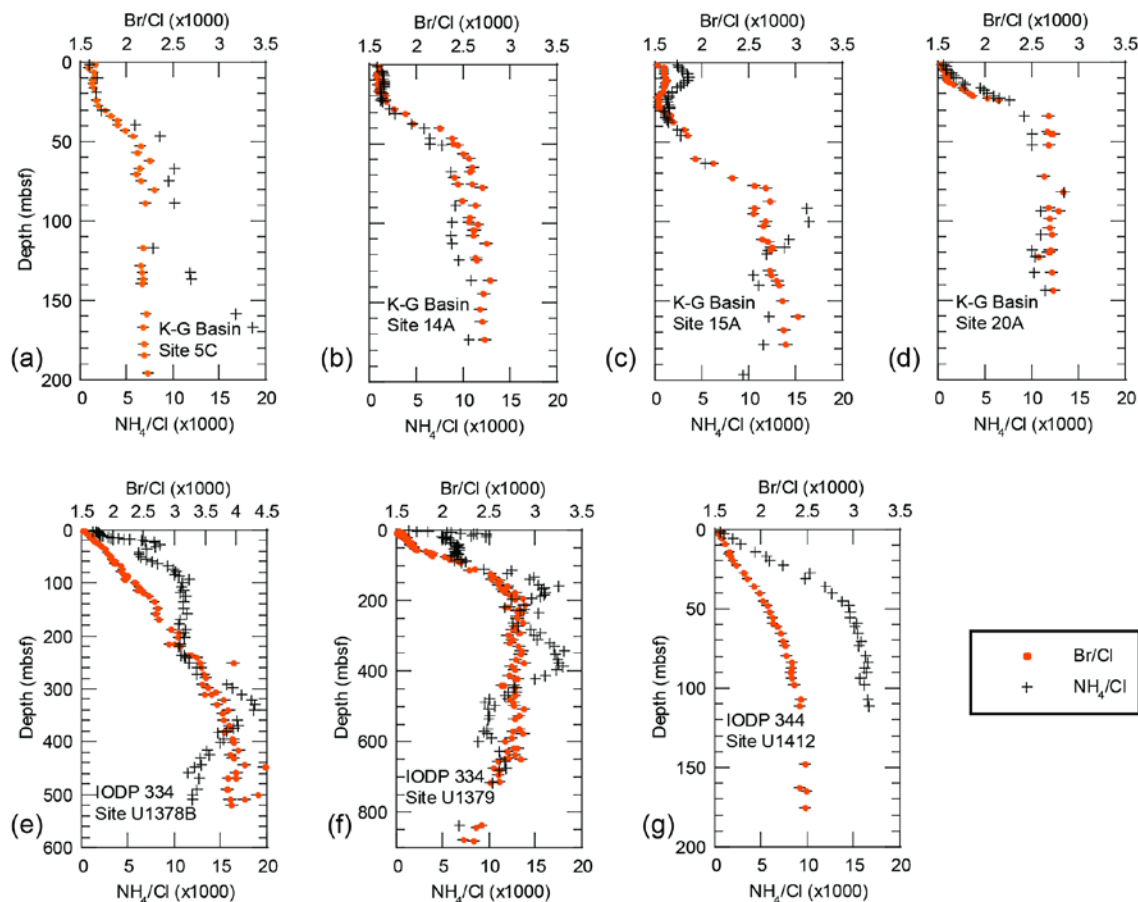 Br/Cl (x1000)
1.6 2 2.4 2.8 3.2 3.4
Br/Cl (x1000)
1.5 2 2.5 3 3.5
Br/Cl (x1000)
1.5 2 2.5 3 3.5
Br/Cl (x1000)
1.5 2 2.5 3 3.5
0
50
100
150
200
Depth (mbsf)
(a)
K-G Basin
Site 5C
(b)
K-G Basin
Site 14A
(c)
K-G Basin
Site 15A
(d)
K-G Basin
Site 20A
0 5 10 15 20
NH4/Cl (x1000)
0 5 10 15 20
NH4/Cl (x1000)
0 5 10 15 20
NH4/Cl (x1000)
0 5 10 15 20
NH4/Cl (x1000)
Br/Cl (x1000)
1.5 2 2.5 3 3.5 4 4.5
0
100
200
300
400
500
600
Depth (mbsf)
(e)
IODP 334
Site U1378B
0 5 10 15 20
NH4/Cl (x1000)
Br/Cl (x1000)
1.5 2 2.5 3 3.5
0
200
400
600
800
Depth (mbsf)
(f)
IODP 334
Site U1379
0 5 10 15 20
NH4/Cl (x1000)
Br/Cl (x1000)
1.5 2 2.5 3 3.5
0
50
100
150
200
Depth (mbsf)
(g)
IODP 344
Site U1412
0 5 10 15 20
NH4/Cl (x1000)
Br/Cl
NH4/Cl